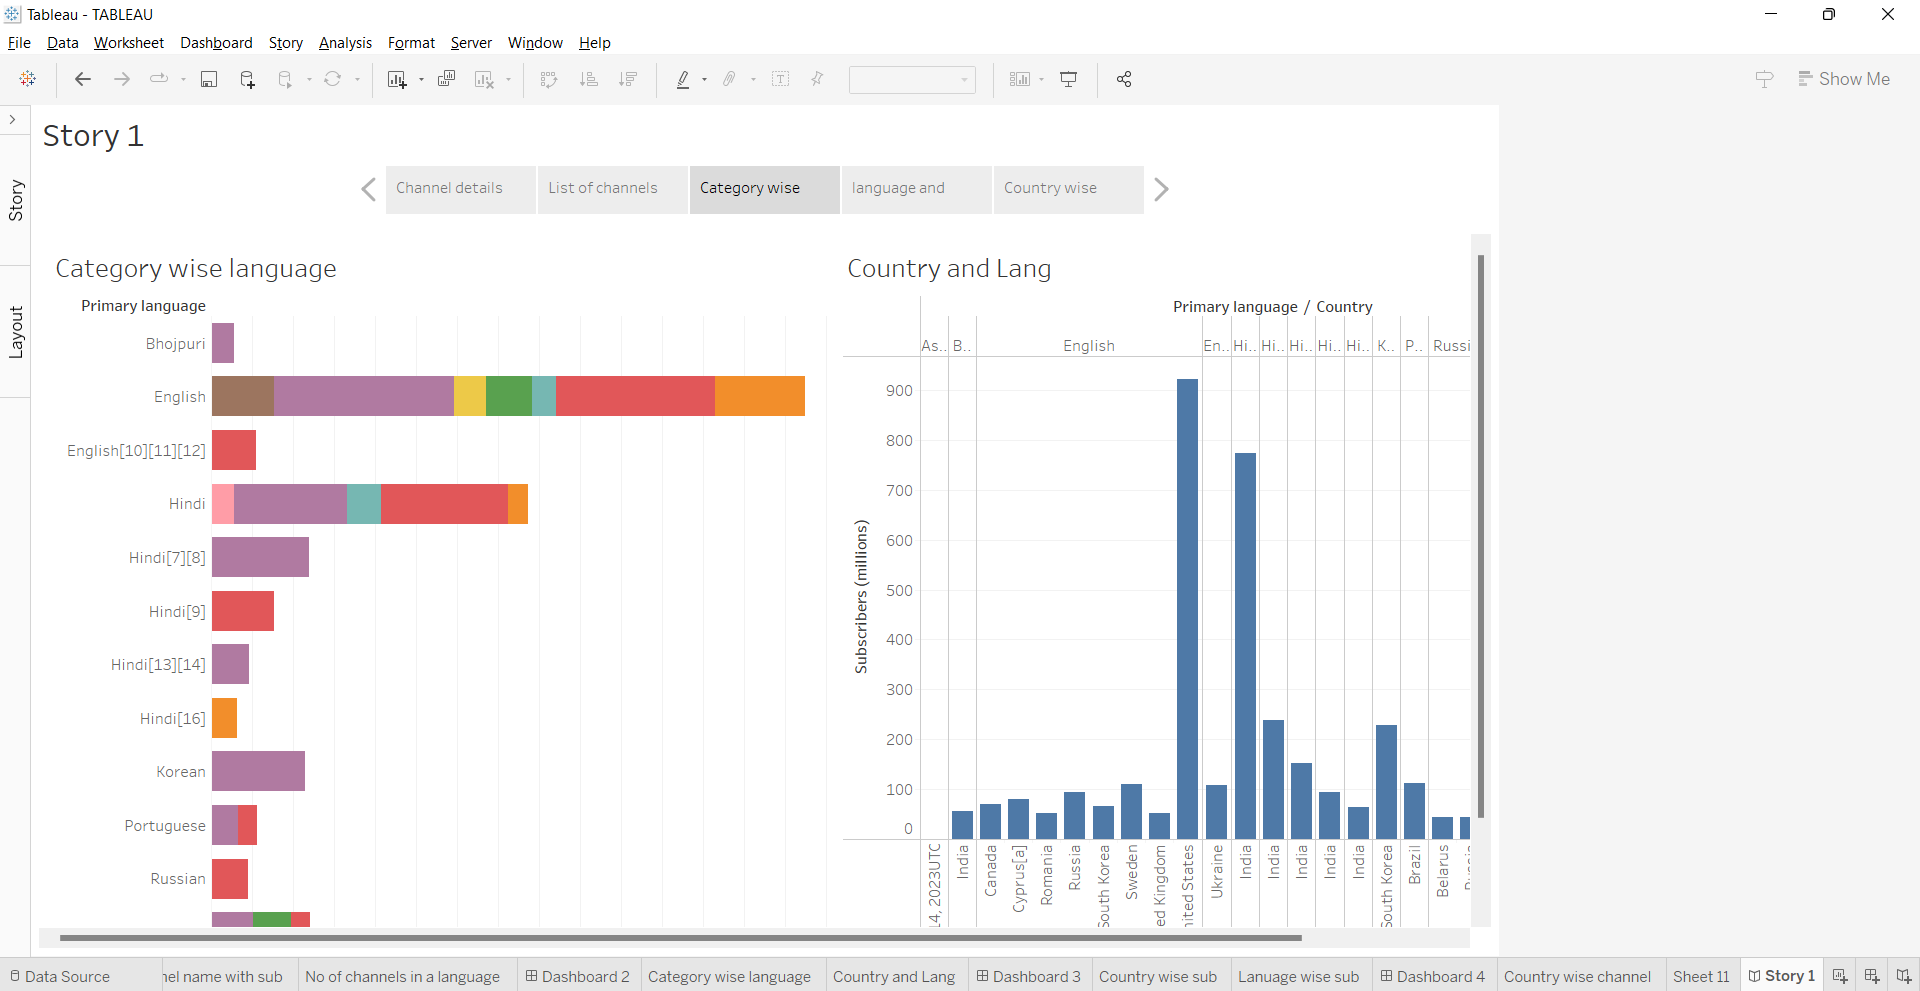 Tableau - TABLEAU
File Data Worksheet Dashboard Story Analysis Format Server Window Help
Show Me
Story
Layout
Story 1
Channel details
List of channels
Category wise
language and
Country wise
Category wise language
Primary language
Bhojpuri
English
English[10][11][12]
Hindi
Hindi[7][8]
Hindi[9]
Hindi[13][14]
Hindi[16]
Korean
Portuguese
Russian
Country and Lang
Primary language / Country
As.. B.. English En.. Hi.. Hi.. Hi.. Hi.. Hi.. K.. P.. Russi
Subscribers (millions)
900
800
700
600
500
400
300
200
100
0
14, 2023UTC
India
Canada
Cyprus[a]
Romania
Russia
South Korea
Sweden
ed Kingdom
nited States
Ukraine
India
India
India
India
India
South Korea
Brazil
Belarus
Data Source
nel name with sub
No of channels in a language
Dashboard 2
Category wise language
Country and Lang
Dashboard 3
Country wise sub
Lanuage wise sub
Dashboard 4
Country wise channel
Sheet 11
Story 1